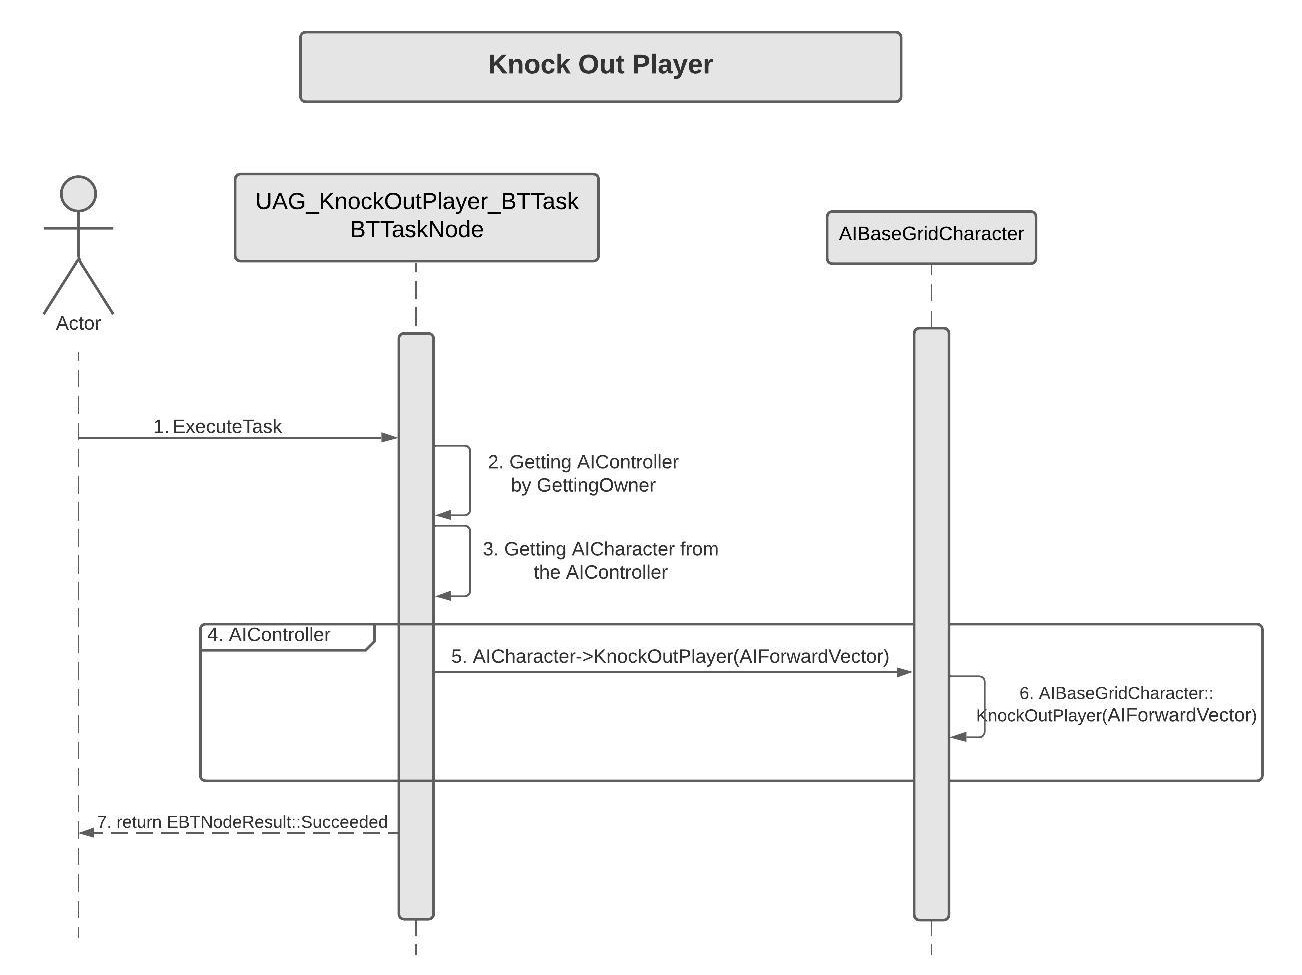 Knock Out Player
UAG_KnockOutPlayer_BTTask
BTTaskNode
AIBaseGridCharacter
Actor
1. ExecuteTask
2. Getting AIController
by GettingOwner
3. Getting AICharacter from
the AIController
4. AIController
5. AICharacter->KnockOutPlayer(AIForwardVector)
6. AIBaseGridCharacter::
KnockOutPlayer(AIForwardVector)
7. return EBTNodeResult::Succeeded